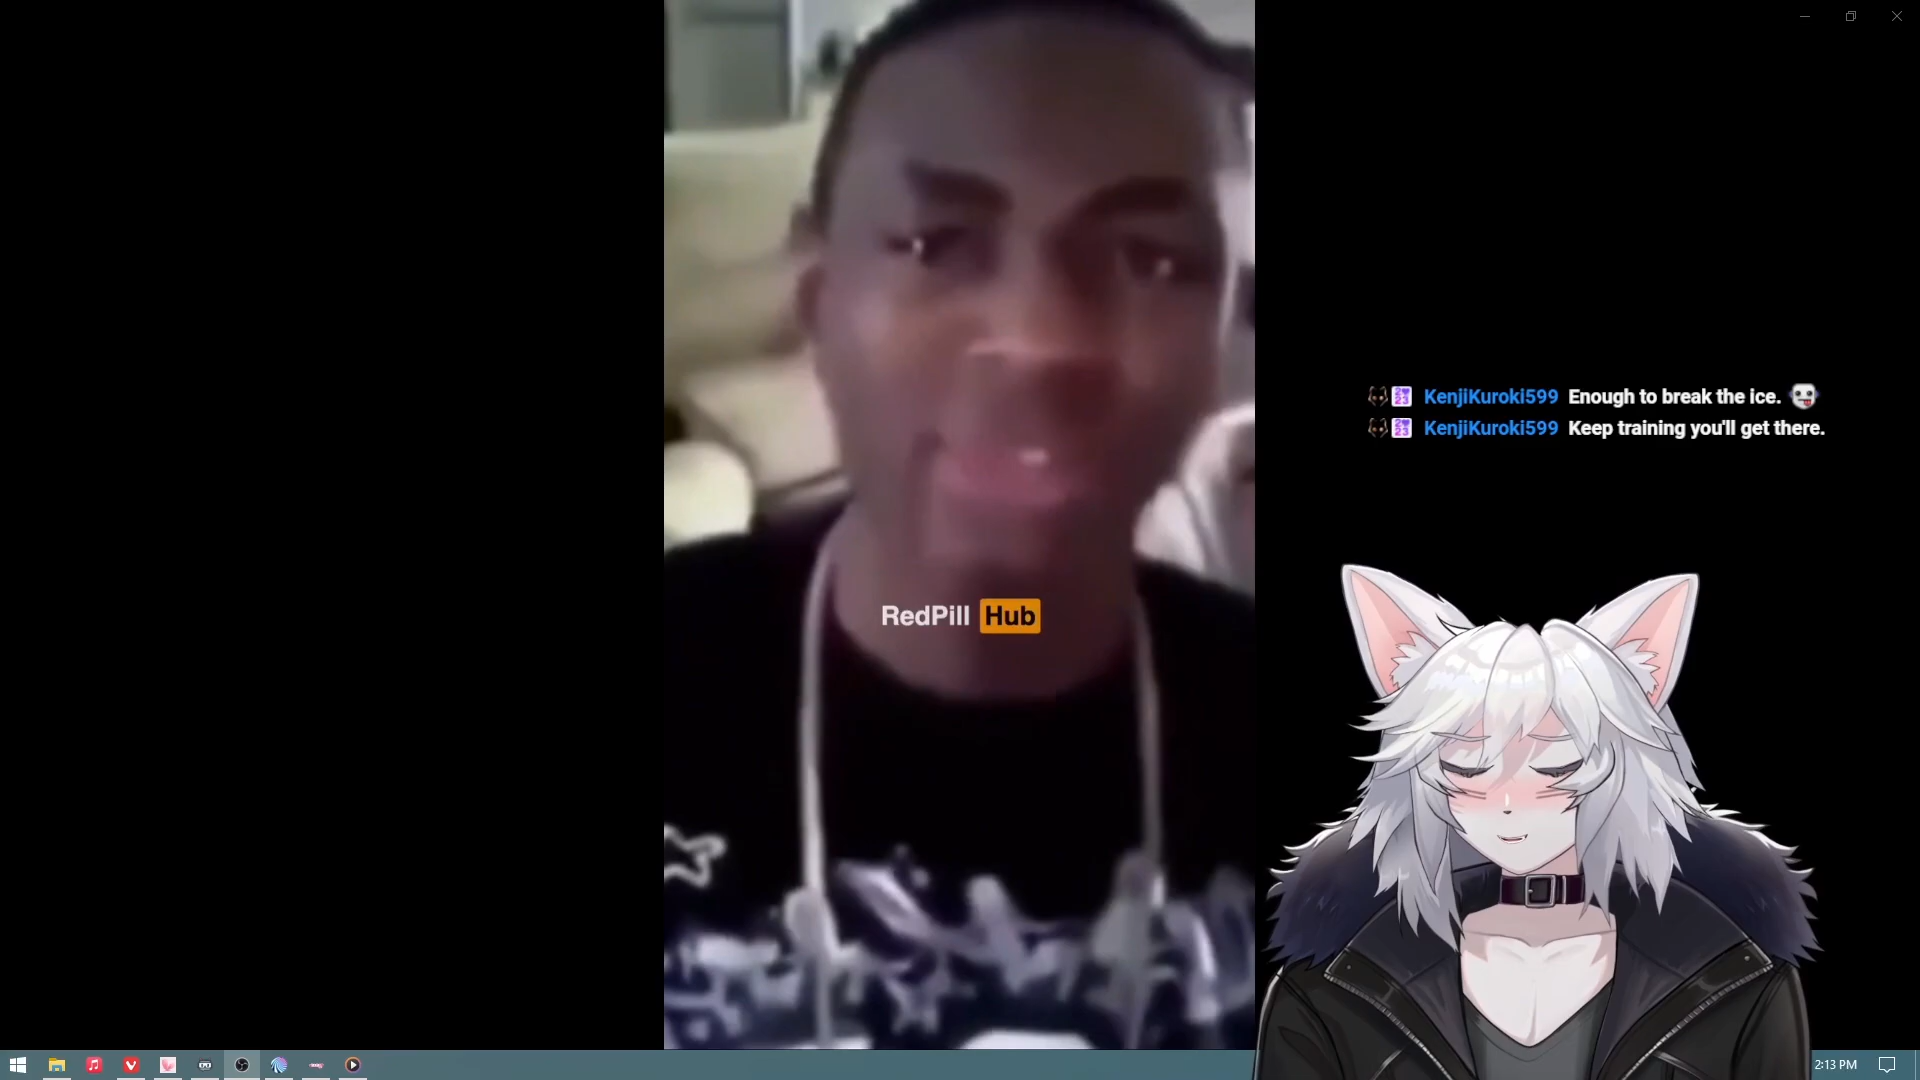 KenjiKuroki599 Enough to break the ice.
KenjiKuroki599 Keep training you'll get there.
RedPill Hub
2:13 PM